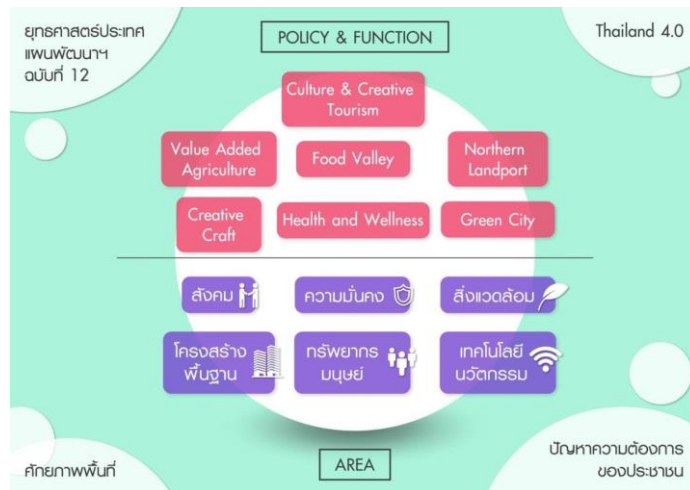 ยุทธศาสตร์ประเทศ
แผนพัฒนาฯ
ฉบับที่ 12
POLICY & FUNCTION
Thailand 4.0
Culture & Creative
Tourism
Value Added
Agriculture
Food Valley
Northern
Landport
Creative
Craft
Health and Wellness
Green City
สังคม
ความมั่นคง
สิ่งแวดล้อม
โครงสร้าง
พื้นฐาน
ทรัพยากร
มนุษย์
เทคโนโลยี
นวัตกรรม
ศักยภาพพื้นที่
AREA
ปัญหาความต้องการ
ของประชาชน